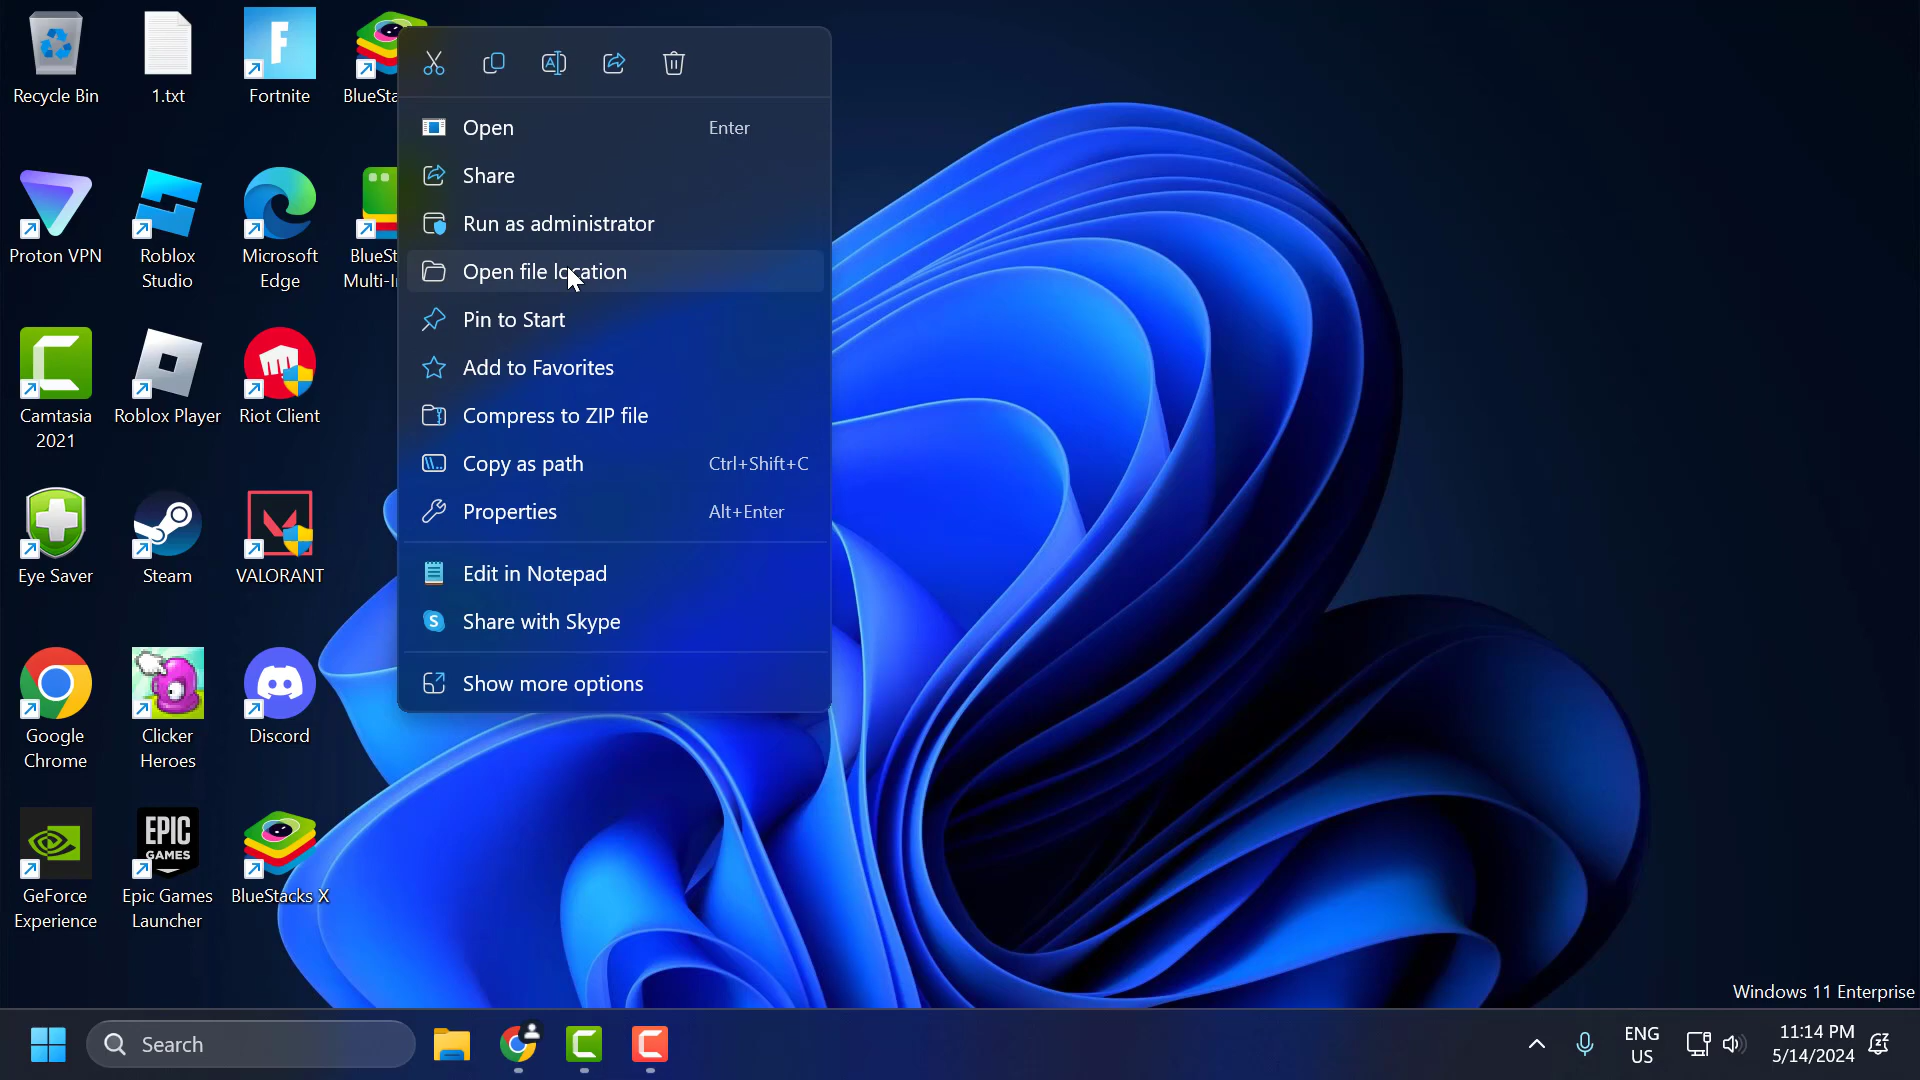 Recycle Bin
1.txt
Fortnite
BlueSta
Proton VPN
Roblox
Studio
Microsoft
Edge
BlueSt
Multi-I
Camtasia
2021
Roblox Player
Riot Client
Eye Saver
Steam
VALORANT
Google
Chrome
Clicker
Heroes
Discord
GeForce
Experience
EPIC
GAMES
Epic Games
Launcher
BlueStacks X
Open Enter
Share
Run as administrator
Open file location
Pin to Start
Add to Favorites
Compress to ZIP file
Copy as path Ctrl+Shift+C
Properties Alt+Enter
Edit in Notepad
Share with Skype
Show more options
Windows 11 Enterprise
Search
ENG
US
11:14 PM
5/14/2024